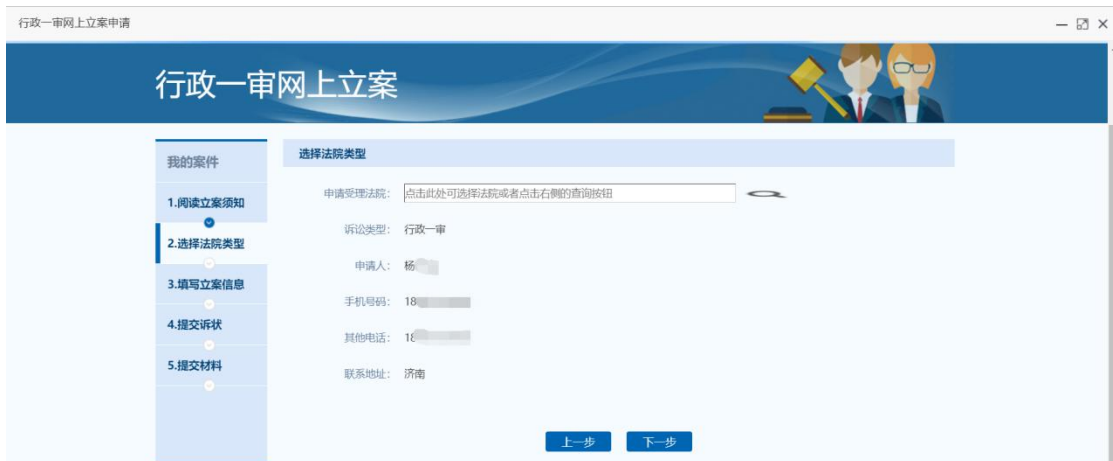 行政一审网上立案申请
行政一审网上立案
我的案件
1.阅读立案须知
2.选择法院类型
3.填写立案信息
4.提交诉状
5.提交材料
选择法院类型
申请受理法院： 点击此处可选择法院或者点击右侧的查询按钮
诉讼类型： 行政一审
申请人： 杨
手机号码： 18
其他电话： 18
联系地址： 济南
上一步 下一步